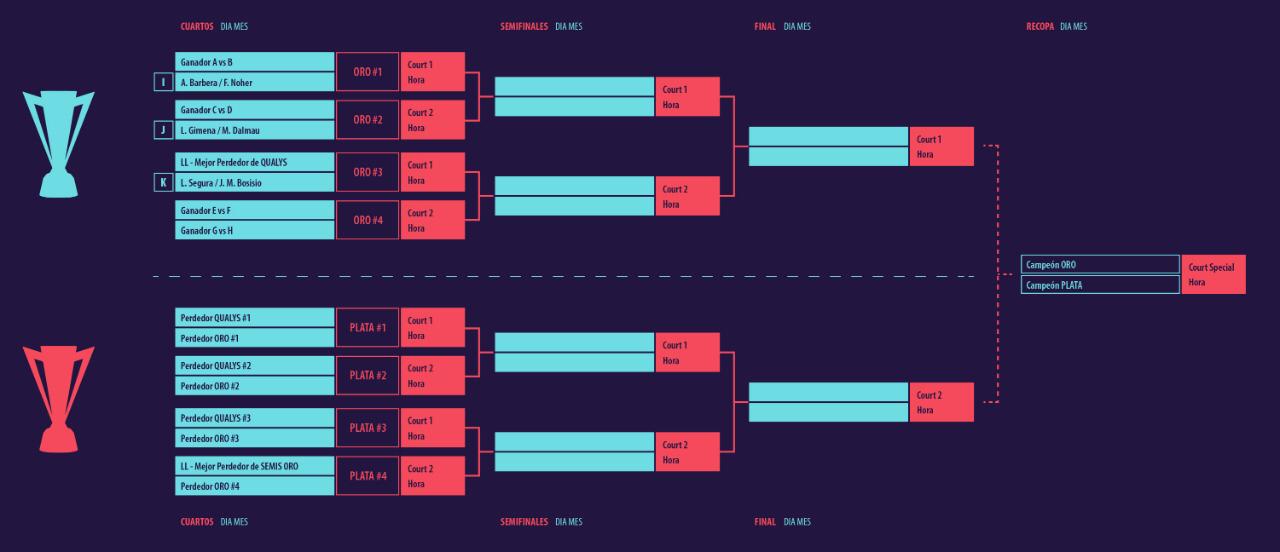 CUARTOS DIA MES
SEMIFINALES DIA MES
FINAL DIA MES
RECOPA DIA MES
Ganador A vs B
I A. Barbera / F. Noher
ORO #1
Court 1
Hora
Ganador C vs D
J L. Gimena / M. Dalmau
ORO #2
Court 2
Hora
LL - Mejor Perdedor de QUALYS
K L. Segura / J. M. Bosisio
ORO #3
Court 1
Hora
Ganador E vs F
Ganador G vs H
ORO #4
Court 2
Hora
Court 1
Hora
Court 2
Hora
Court 1
Hora
Campeón ORO
Campeón PLATA
Court Special
Hora
Perdedor QUALYS #1
Perdedor ORO #1
PLATA #1
Court 1
Hora
Perdedor QUALYS #2
Perdedor ORO #2
PLATA #2
Court 2
Hora
Perdedor QUALYS #3
Perdedor ORO #3
PLATA #3
Court 1
Hora
LL - Mejor Perdedor de SEMIS ORO
Perdedor ORO #4
PLATA #4
Court 2
Hora
Court 1
Hora
Court 2
Hora
Court 2
Hora
CUARTOS DIA MES
SEMIFINALES DIA MES
FINAL DIA MES